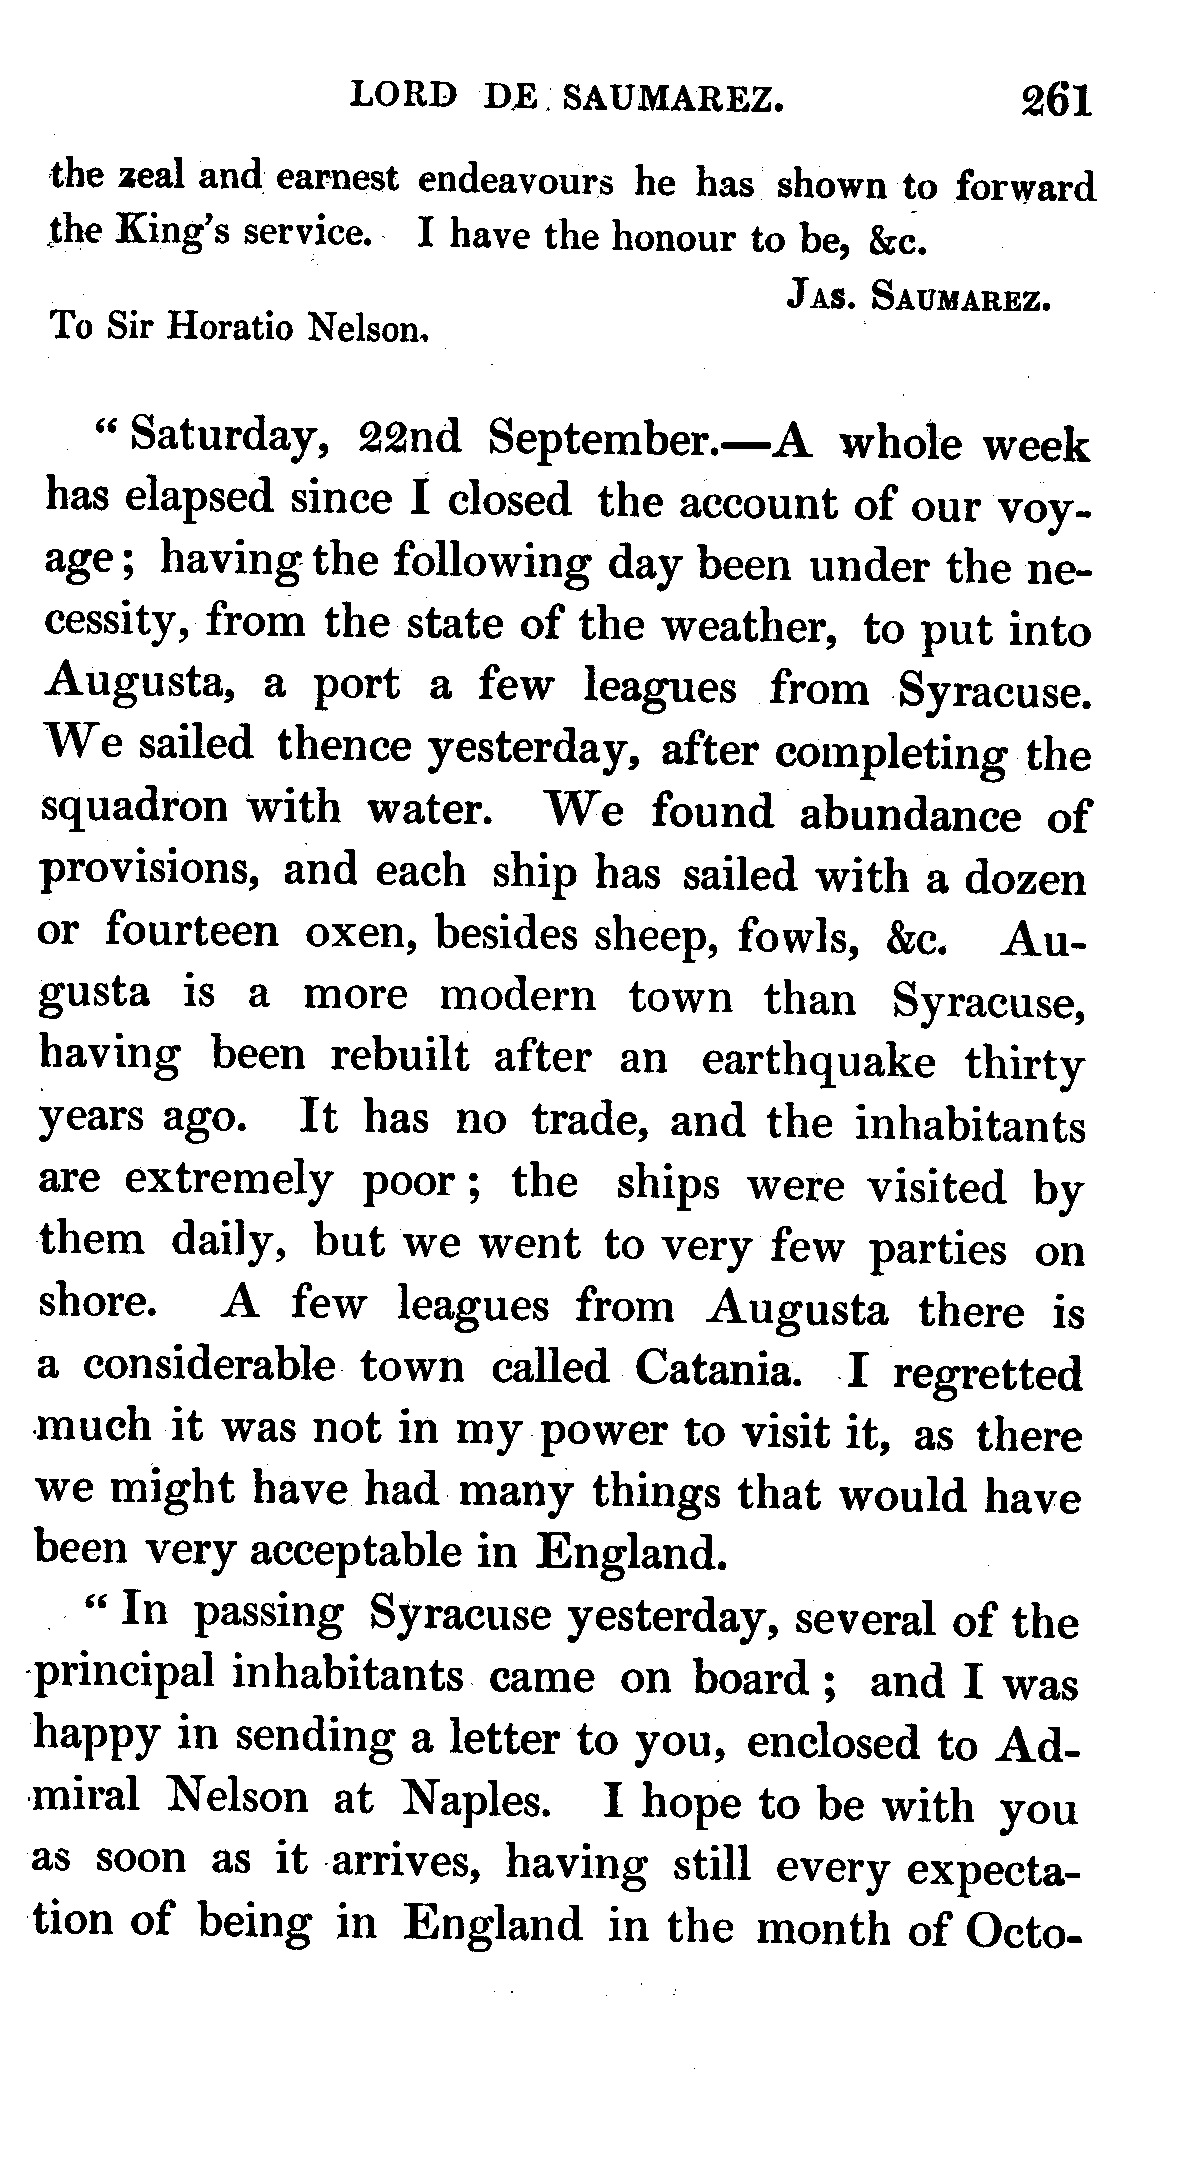 LORD DE SAUMAREZ. 261
the zeal and earnest endeavours he has shown to forward
the King's service. I have the honour to be, &c.
JAS. SAUMAREZ.
To Sir Horatio Nelson.
“ Saturday, 22nd September.—A whole week
has elapsed since I closed the account of our voy-
age; having the following day been under the ne-
cessity, from the state of the weather, to put into
Augusta, a port a few leagues from Syracuse.
We sailed thence yesterday, after completing the
squadron with water. We found abundance of
provisions, and each ship has sailed with a dozen
or fourteen oxen, besides sheep, fowls, &c. Au-
gusta is a more modern town than Syracuse,
having been rebuilt after an earthquake thirty
years ago. It has no trade, and the inhabitants
are extremely poor; the ships were visited by
them daily, but we went to very few parties on
shore. A few leagues from Augusta there is
a considerable town called Catania. I regretted
much it was not in my power to visit it, as there
we might have had many things that would have
been very acceptable in England.
“ In passing Syracuse yesterday, several of the
principal inhabitants came on board; and I was
happy in sending a letter to you, enclosed to Ad-
miral Nelson at Naples. I hope to be with you
as soon as it arrives, having still every expecta-
tion of being in England in the month of Octo-